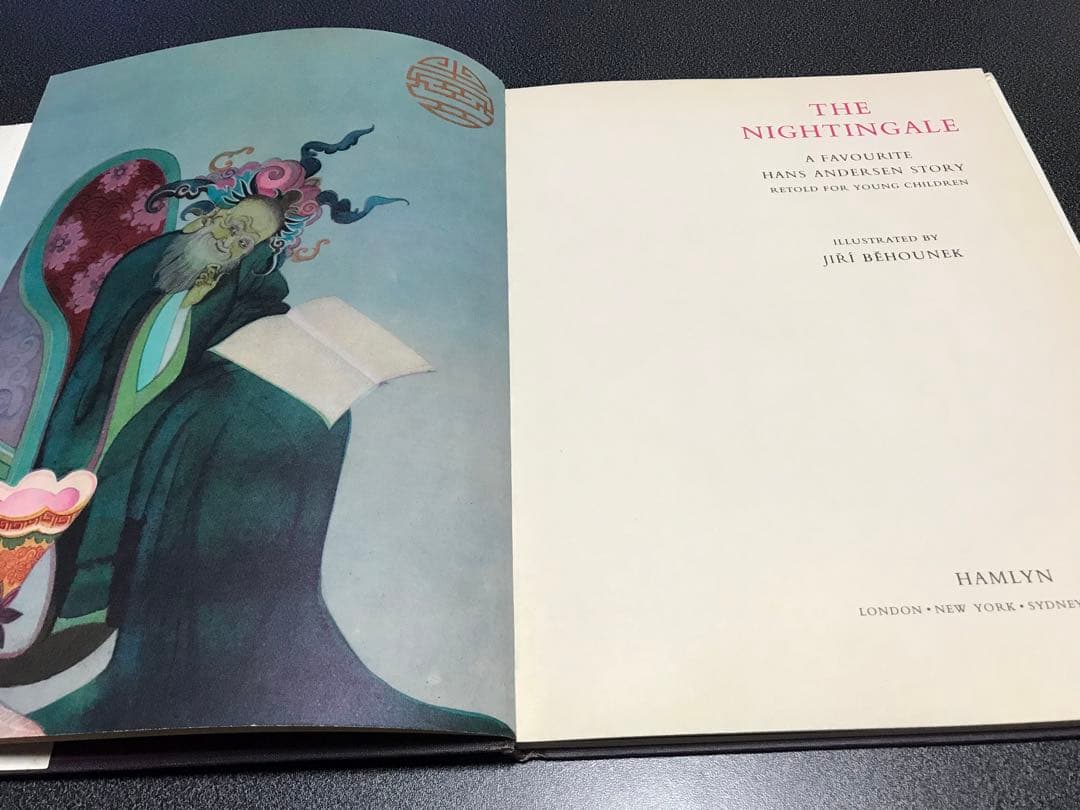 THE
NIGHTINGALE
A FAVOURITE
HANS ANDERSEN STORY
RETOLD FOR YOUNG CHILDREN
ILLUSTRATED BY
JIŘÍ BĚHOUNEK
HAMLYN
LONDON • NEW YORK • SYDNEY